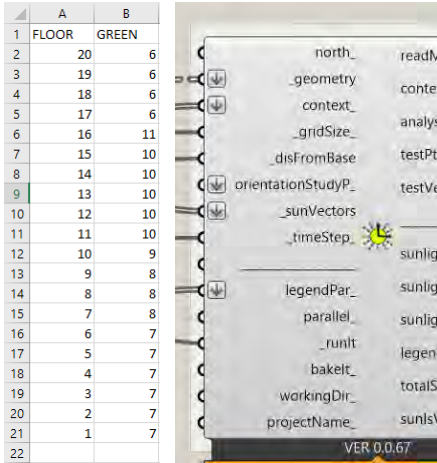 A B
1 FLOOR GREEN
2 20 6
3 19 6
4 18 6
5 17 6
6 16 11
7 15 10
8 14 10
9 13 10
10 12 10
11 11 10
12 10 9
13 9 8
14 8 8
15 7 8
16 6 7
17 5 7
18 4 7
19 3 7
20 2 7
21 1 7
22
north_
_geometry
context_
_gridSize_
_disFromBase
orientationStudyP_
_sunVectors
_timeStep_
legendPar_
parallel_
_runIt
bakeIt_
workingDir_
projectName_
readM
conte
analys
testPt
testVe
sunlig
sunlig
sunlig
legen
totalS
sunIsV
VER 0.0.67